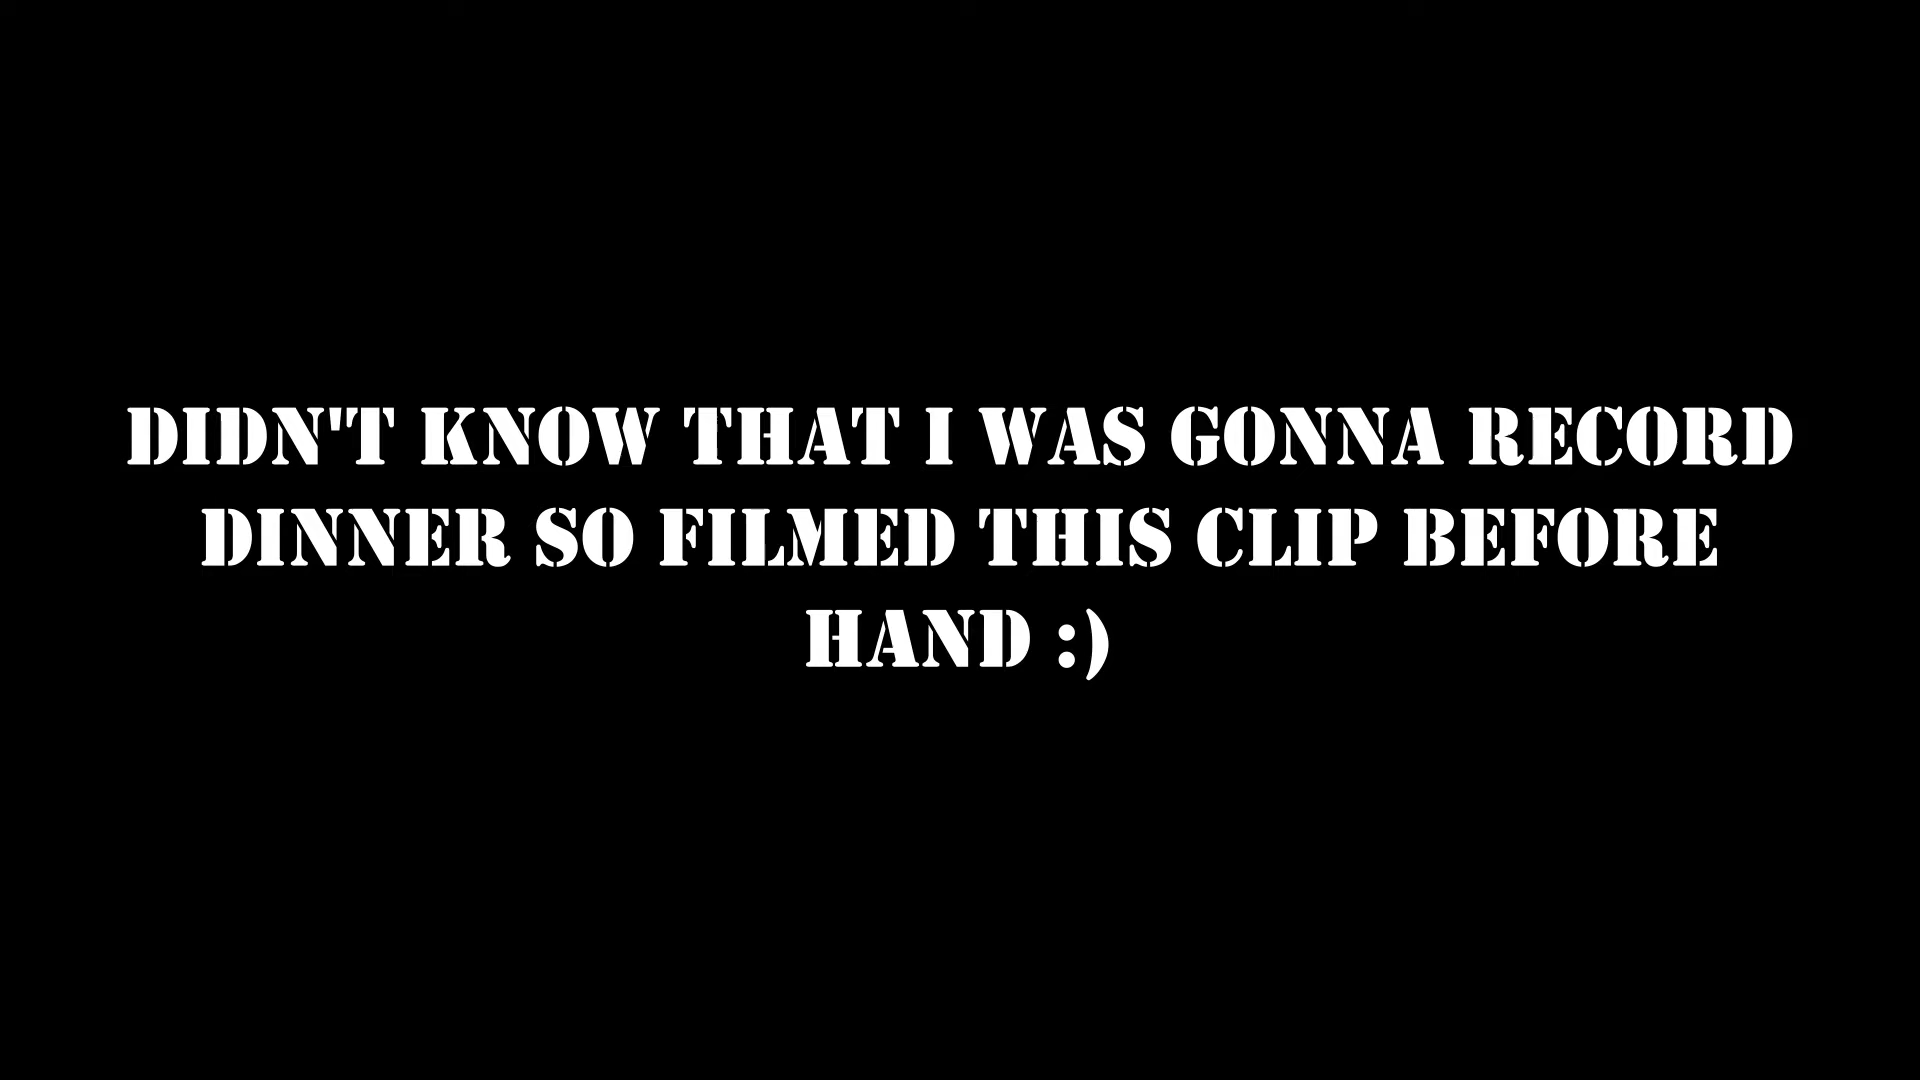 DIDN'T KNOW THAT I WAS GONNA RECORD
DINNER SO FILMED THIS CLIP BEFORE
HAND :)